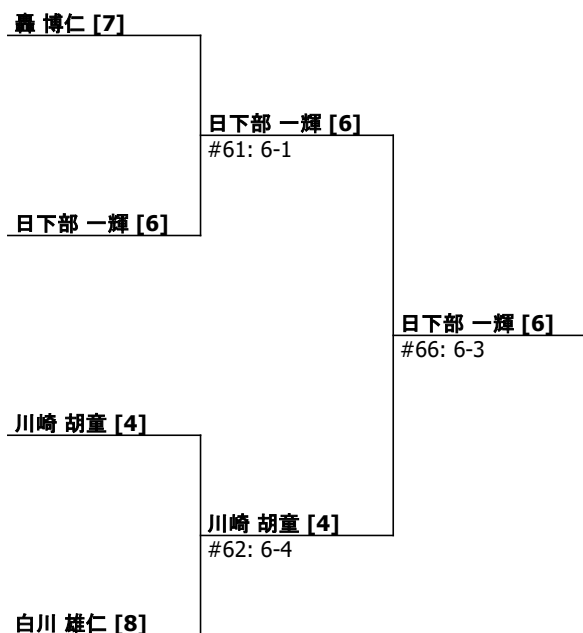 轟 博仁 [7]
日下部 一輝 [6]
#61: 6-1
日下部 一輝 [6]
日下部 一輝 [6]
#66: 6-3
川崎 胡童 [4]
川崎 胡童 [4]
#62: 6-4
白川 雄仁 [8]